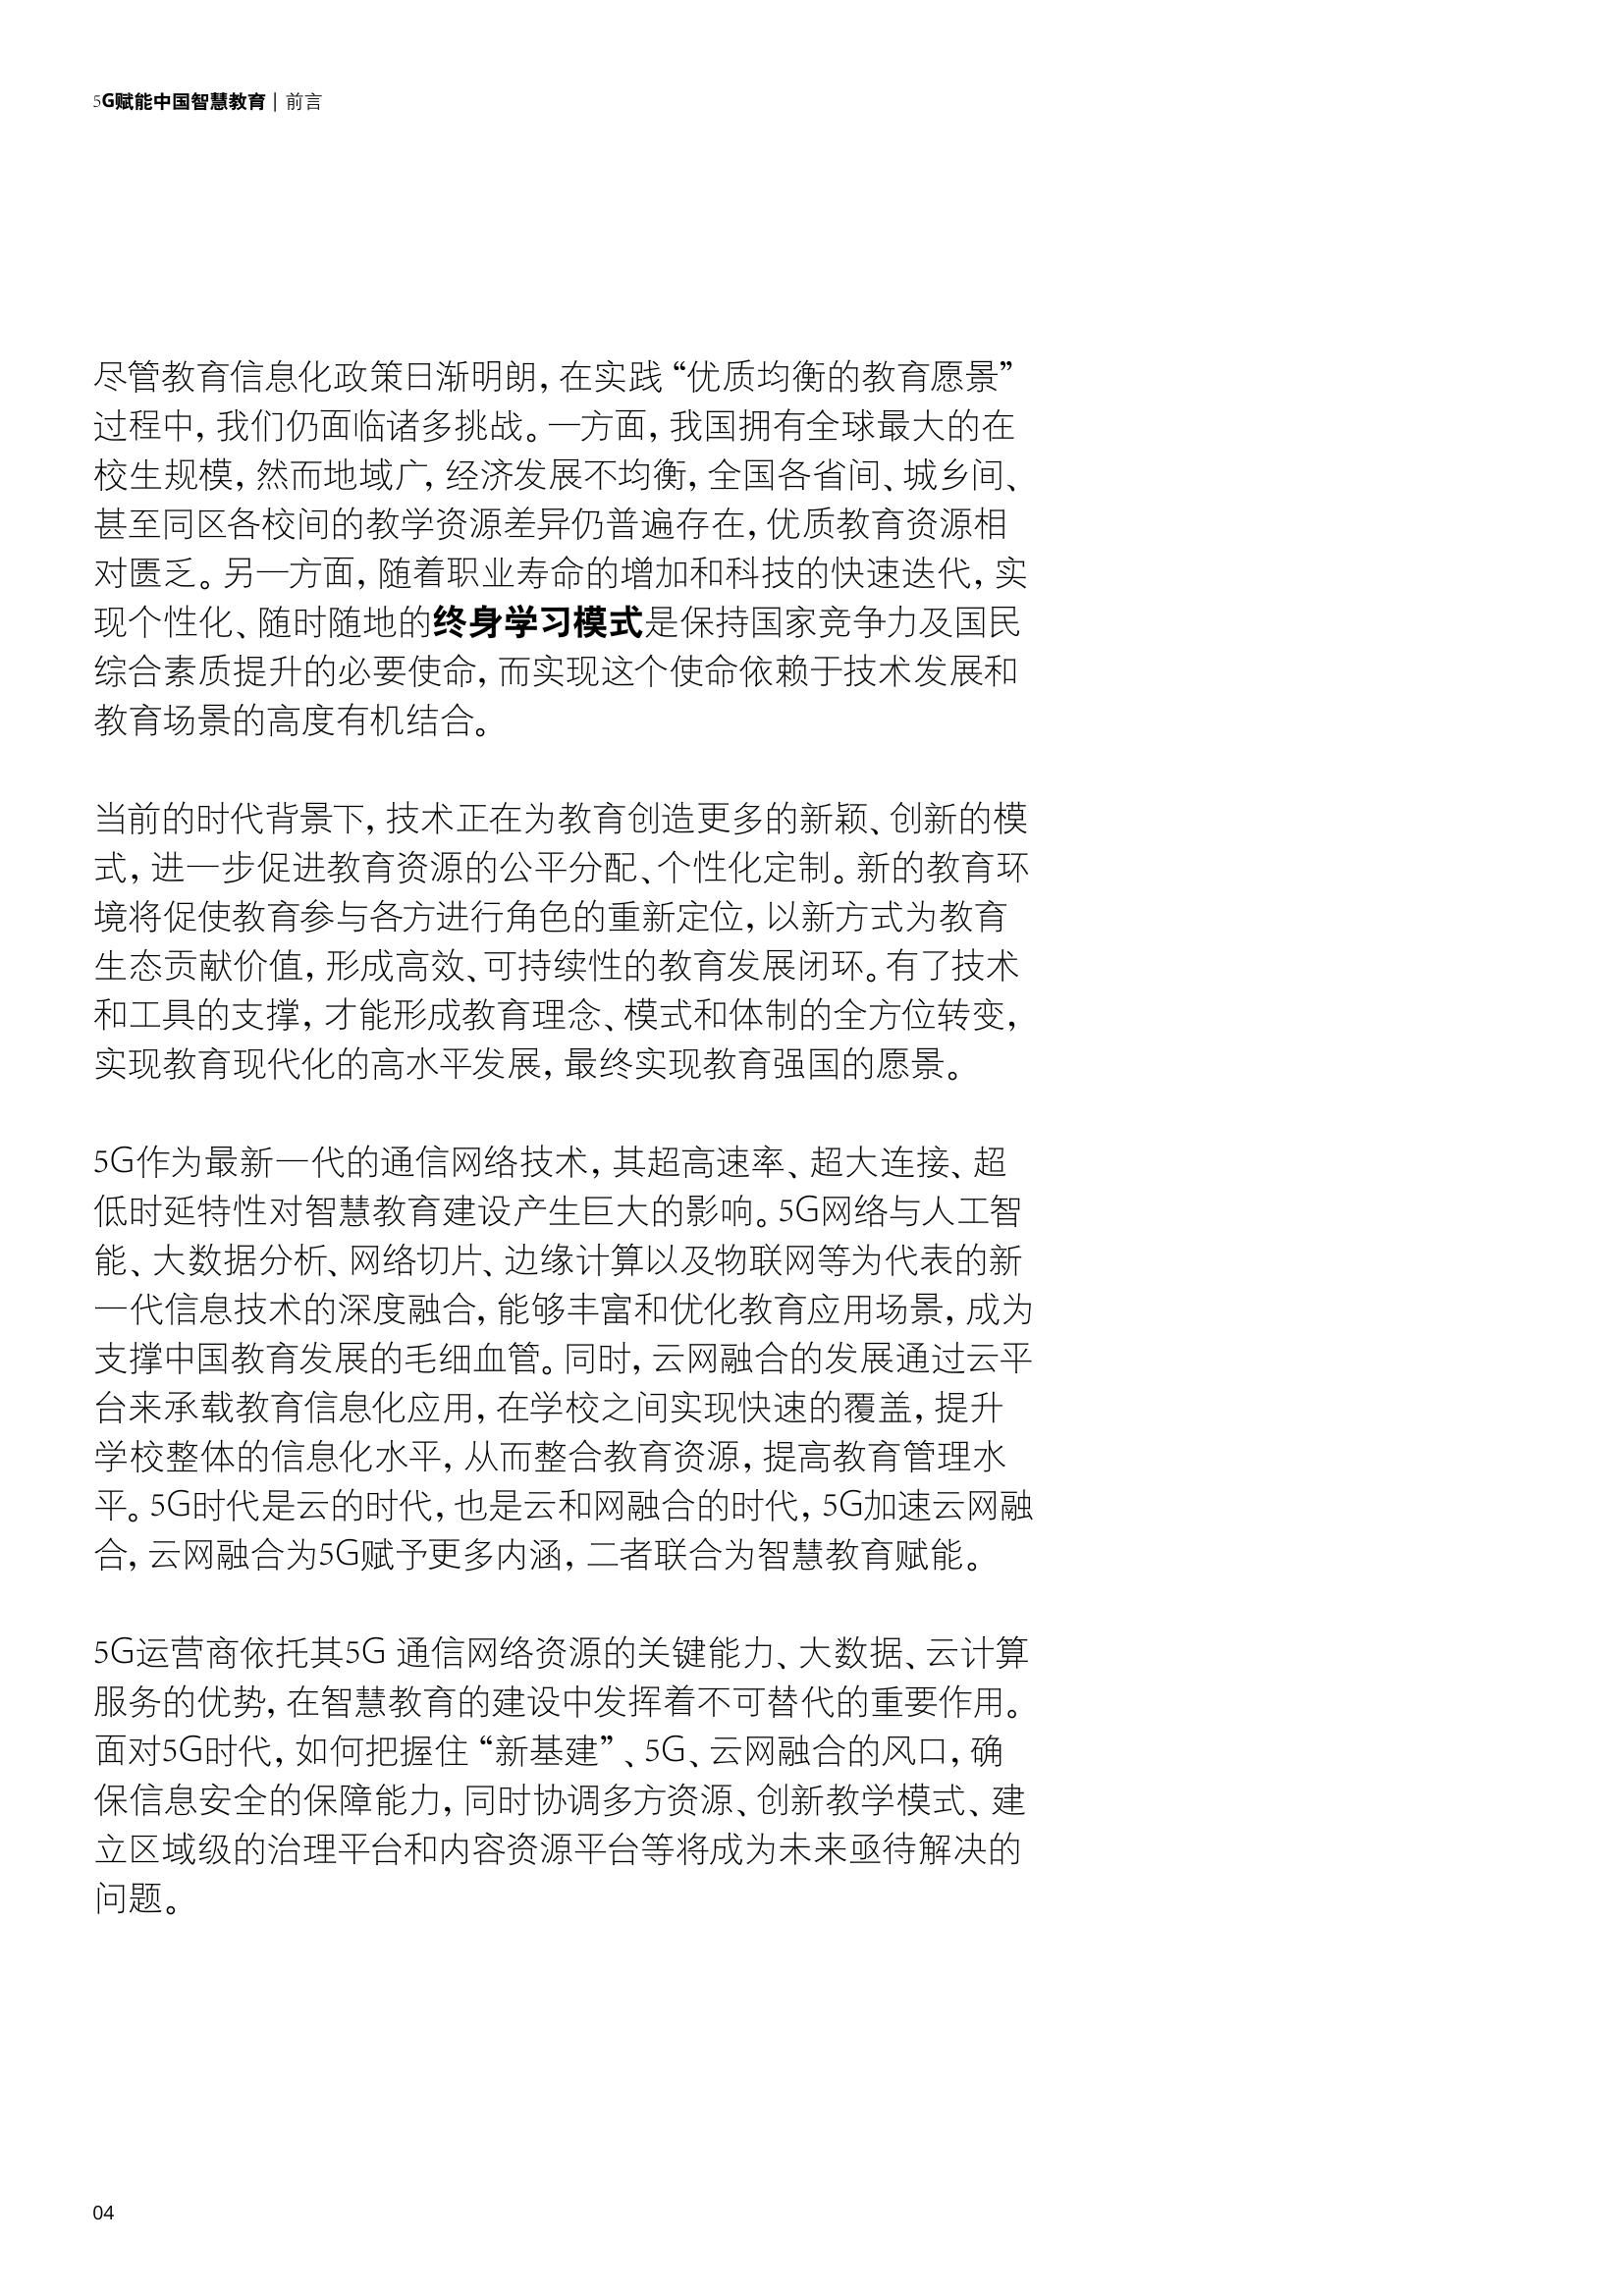 5G赋能中国智慧教育 | 前言
尽管教育信息化政策日渐明朗，在实践“优质均衡的教育愿景”
过程中，我们仍面临诸多挑战。一方面，我国拥有全球最大的在
校生规模，然而地域广，经济发展不均衡，全国各省间、城乡间、
甚至同区各校间的教学资源差异仍普遍存在，优质教育资源相
对匮乏。另一方面，随着职业寿命的增加和科技的快速迭代，实
现个性化、随时随地的终身学习模式是保持国家竞争力及国民
综合素质提升的必要使命，而实现这个使命依赖于技术发展和
教育场景的高度有机结合。
当前的时代背景下，技术正在为教育创造更多的新颖、创新的模
式，进一步促进教育资源的公平分配、个性化定制。新的教育环
境将促使教育参与各方进行角色的重新定位，以新方式为教育
生态贡献价值，形成高效、可持续性的教育发展闭环。有了技术
和工具的支撑，才能形成教育理念、模式和体制的全方位转变，
实现教育现代化的高水平发展，最终实现教育强国的愿景。
5G作为最新一代的通信网络技术，其超高速率、超大连接、超
低时延特性对智慧教育建设产生巨大的影响。5G网络与人工智
能、大数据分析、网络切片、边缘计算以及物联网等为代表的新
一代信息技术的深度融合，能够丰富和优化教育应用场景，成为
支撑中国教育发展的毛细血管。同时，云网融合的发展通过云平
台来承载教育信息化应用，在学校之间实现快速的覆盖，提升
学校整体的信息化水平，从而整合教育资源，提高教育管理水
平。5G时代是云的时代，也是云和网融合的时代，5G加速云网融
合，云网融合为5G赋予更多内涵，二者联合为智慧教育赋能。
5G运营商依托其5G 通信网络资源的关键能力、大数据、云计算
服务的优势，在智慧教育的建设中发挥着不可替代的重要作用。
面对5G时代，如何把握住“新基建”、5G、云网融合的风口，确
保信息安全的保障能力，同时协调多方资源、创新教学模式、建
立区域级的治理平台和内容资源平台等将成为未来亟待解决的
问题。
04